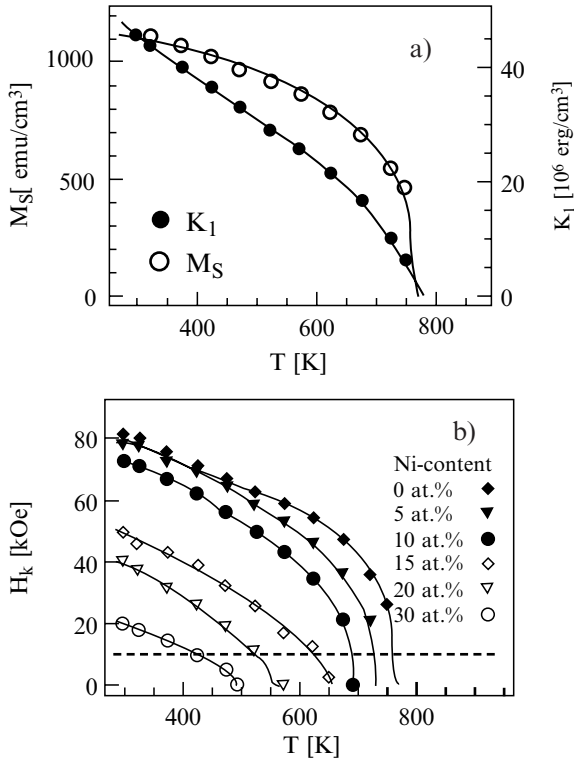 a)
1000
500
0
M_S[ emu/cm³]
40
20
0
K_1 [10⁶ erg/cm³]
K_1
M_S
400
600
800
T [K]
b)
80
60
40
20
0
H_k [kOe]
Ni-content
0 at.%
5 at.%
10 at.%
15 at.%
20 at.%
30 at.%
400
600
800
T [K]